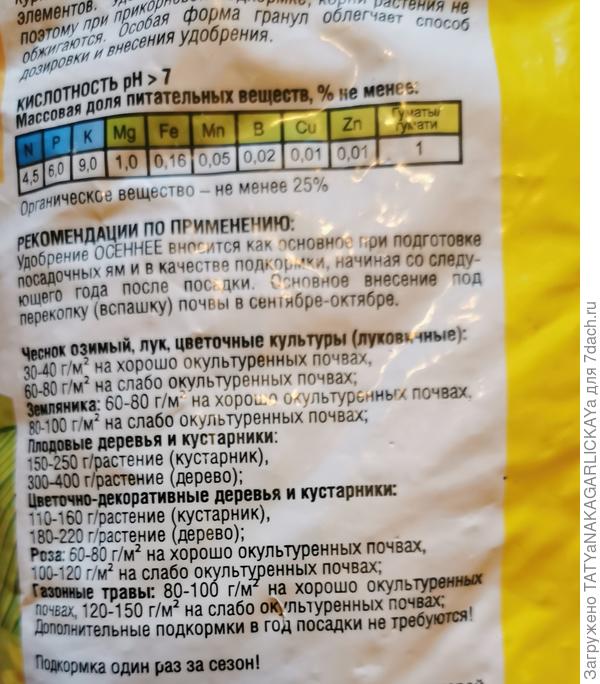 элементов.
корни растения не
поэтому при прикорневой подкормке,
обжигаются. Особая форма гранул облегчает способ
дозировки и внесения удобрения.
КИСЛОТНОСТЬ pH > 7
Массовая доля питательных веществ, % не менее:
N P K Mg Fe Mn B Cu Zn Гуматы/гумати
4,5 6,0 9,0 1,0 0,16 0,05 0,02 0,01 0,01 1
Органическое вещество – не менее 25%
РЕКОМЕНДАЦИИ ПО ПРИМЕНЕНИЮ:
Удобрение ОСЕННЕЕ вносится как основное при подготовке
посадочных ям и в качестве подкормки, начиная со следу-
ющего года после посадки. Основное внесение под
перекопку (вспашку) почвы в сентябре-октябре.
Чеснок озимый, лук, цветочные культуры (луковичные):
30-40 г/м² на хорошо окультуренных почвах,
60-80 г/м² на слабо окультуренных почвах;
Земляника: 60-80 г/м² на хорошо окультуренных почвах,
80-100 г/м² на слабо окультуренных почвах;
Плодовые деревья и кустарники:
150-250 г/растение (кустарник),
300-400 г/растение (дерево);
Цветочно-декоративные деревья и кустарники:
110-160 г/растение (кустарник),
180-220 г/растение (дерево);
Роза: 60-80 г/м² на хорошо окультуренных почвах,
100-120 г/м² на слабо окультуренных почвах;
Газонные травы: 80-100 г/м² на хорошо окультуренных
почвах, 120-150 г/м² на слабо окультуренных почвах;
Дополнительные подкормки в год посадки не требуются!
Подкормка один раз за сезон!
Загружено TATYaNAKAGARLICKAYa для 7dach.ru